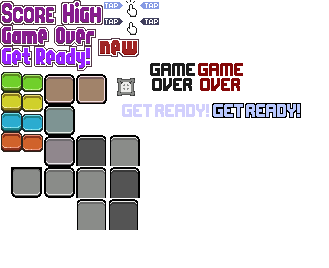 Score High
TAP TAP
TAP TAP
Game Over
new
Get Ready!
GAME OVER
GAME OVER
GET READY!
GET READY!